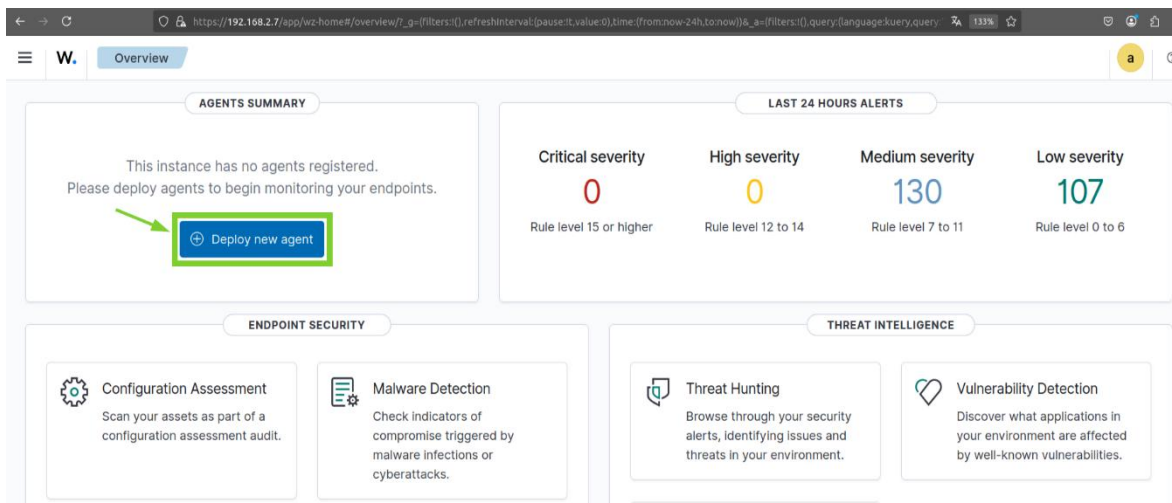 https://192.168.2.7/app/wz-home#/overview/?_g=(filters:!(),refreshInterval:(pause:!t,value:0),time:(from:now-24h,to:now))&_a=(filters:!(),query:(language:kuery,query:
133%
W.
Overview
a
AGENTS SUMMARY
This instance has no agents registered.
Please deploy agents to begin monitoring your endpoints.
Deploy new agent
LAST 24 HOURS ALERTS
Critical severity
0
Rule level 15 or higher
High severity
0
Rule level 12 to 14
Medium severity
130
Rule level 7 to 11
Low severity
107
Rule level 0 to 6
ENDPOINT SECURITY
Configuration Assessment
Scan your assets as part of a
configuration assessment audit.
Malware Detection
Check indicators of
compromise triggered by
malware infections or
cyberattacks.
THREAT INTELLIGENCE
Threat Hunting
Browse through your security
alerts, identifying issues and
threats in your environment.
Vulnerability Detection
Discover what applications in
your environment are affected
by well-known vulnerabilities.